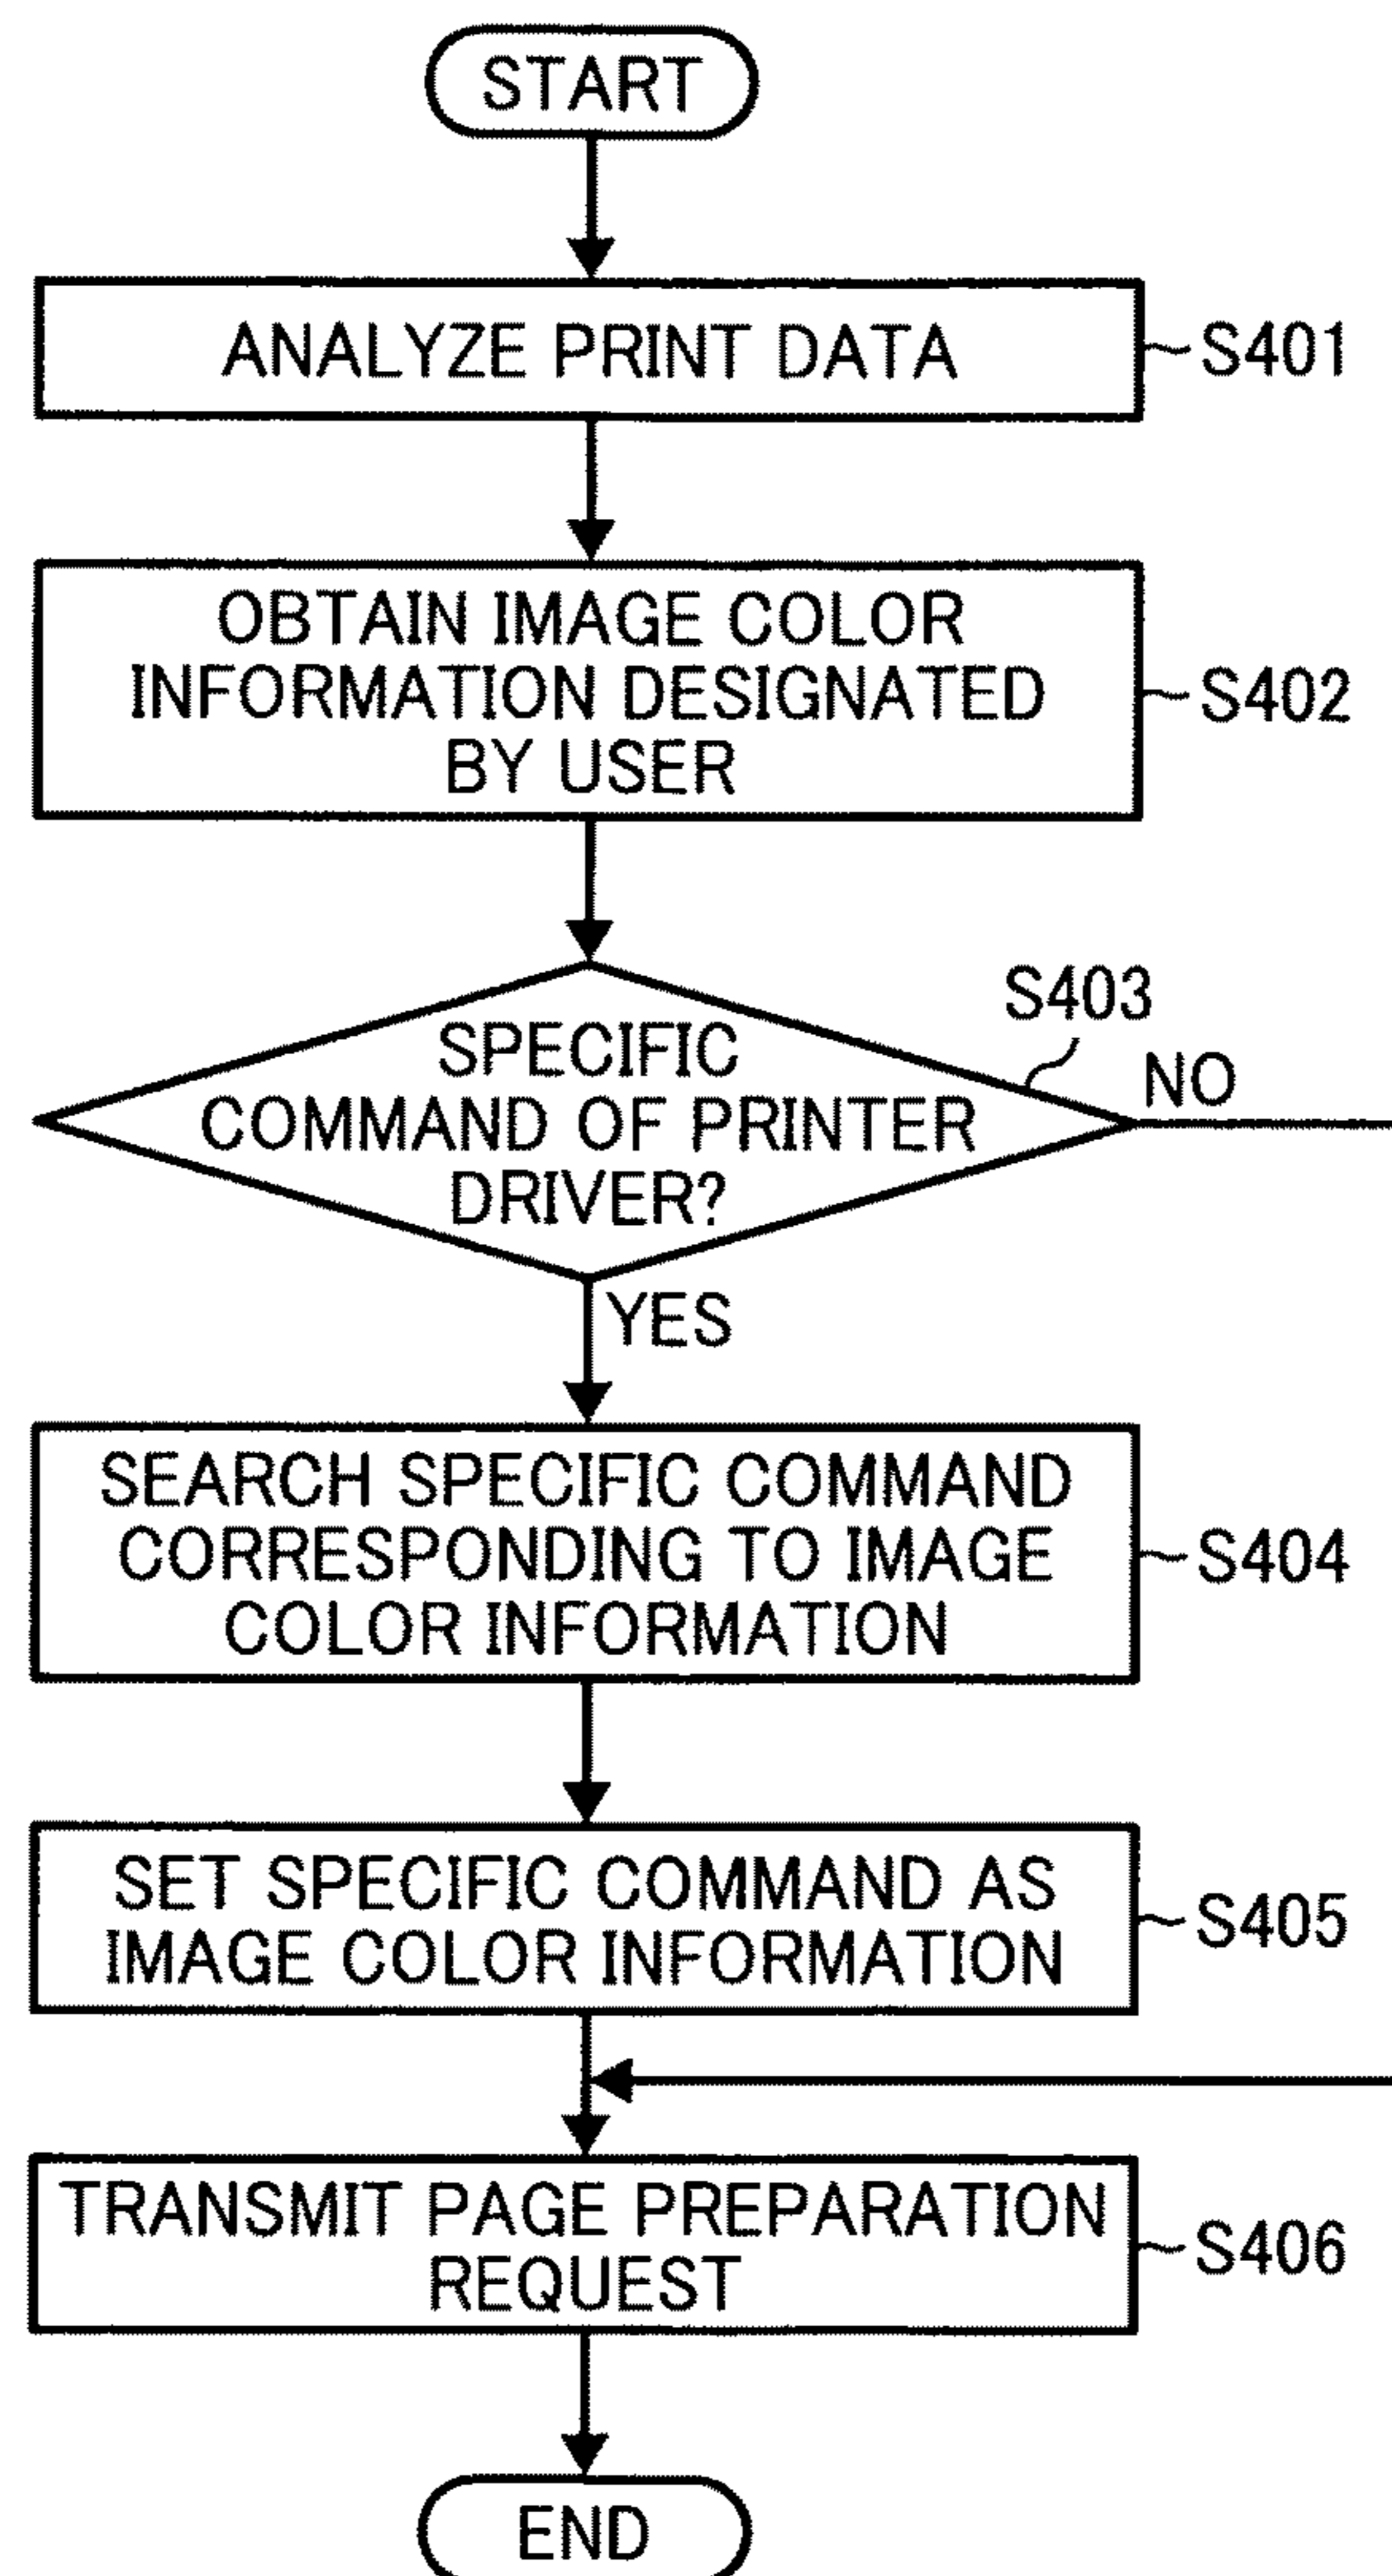 START
ANALYZE PRINT DATA
S401
OBTAIN IMAGE COLOR
INFORMATION DESIGNATED
BY USER
S402
S403
SPECIFIC
COMMAND OF PRINTER
DRIVER?
NO
YES
SEARCH SPECIFIC COMMAND
CORRESPONDING TO IMAGE
COLOR INFORMATION
S404
SET SPECIFIC COMMAND AS
IMAGE COLOR INFORMATION
S405
TRANSMIT PAGE PREPARATION
REQUEST
S406
END